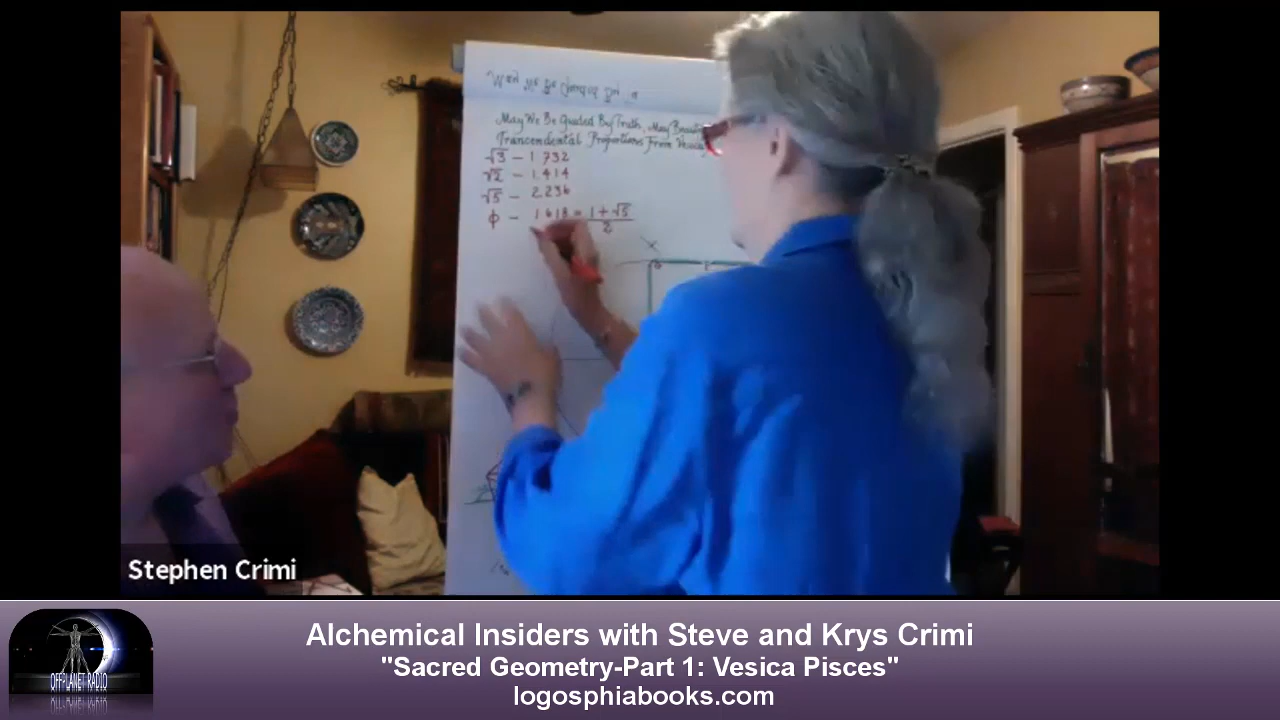 May We Be Guided By Truth, May Beauty
Trancendental Proportions From Vesica
√3 – 1.732
√2 – 1.414
√5 – 2.236
φ – 1.618 = 1 + √5
2
Stephen Crimi
OFFPLANET RADIO
Alchemical Insiders with Steve and Krys Crimi
"Sacred Geometry-Part 1: Vesica Pisces"
logosphiabooks.com